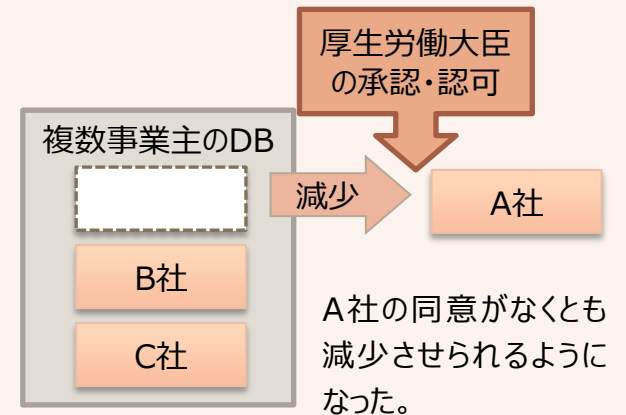 厚生労働大臣
の承認・認可
複数事業主のDB
減少
A社
B社
C社
A社の同意がなくとも
減少させられるように
なった。